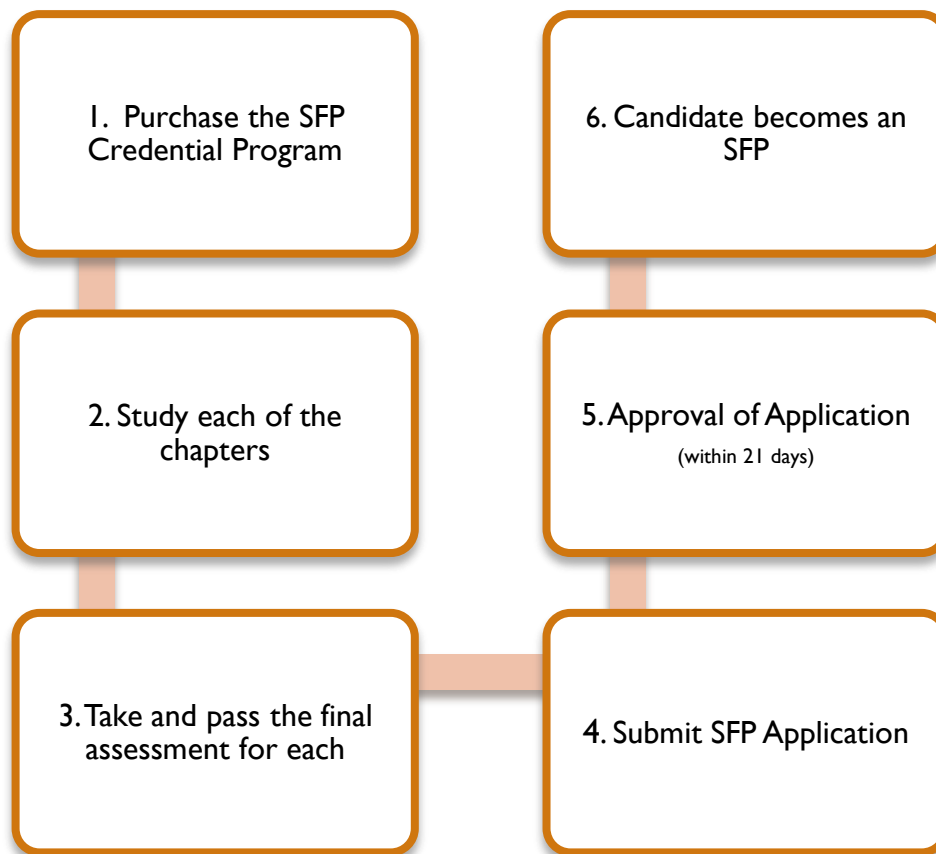 1. Purchase the SFP
Credential Program
2. Study each of the
chapters
3. Take and pass the final
assessment for each
4. Submit SFP Application
5. Approval of Application
(within 21 days)
6. Candidate becomes an
SFP